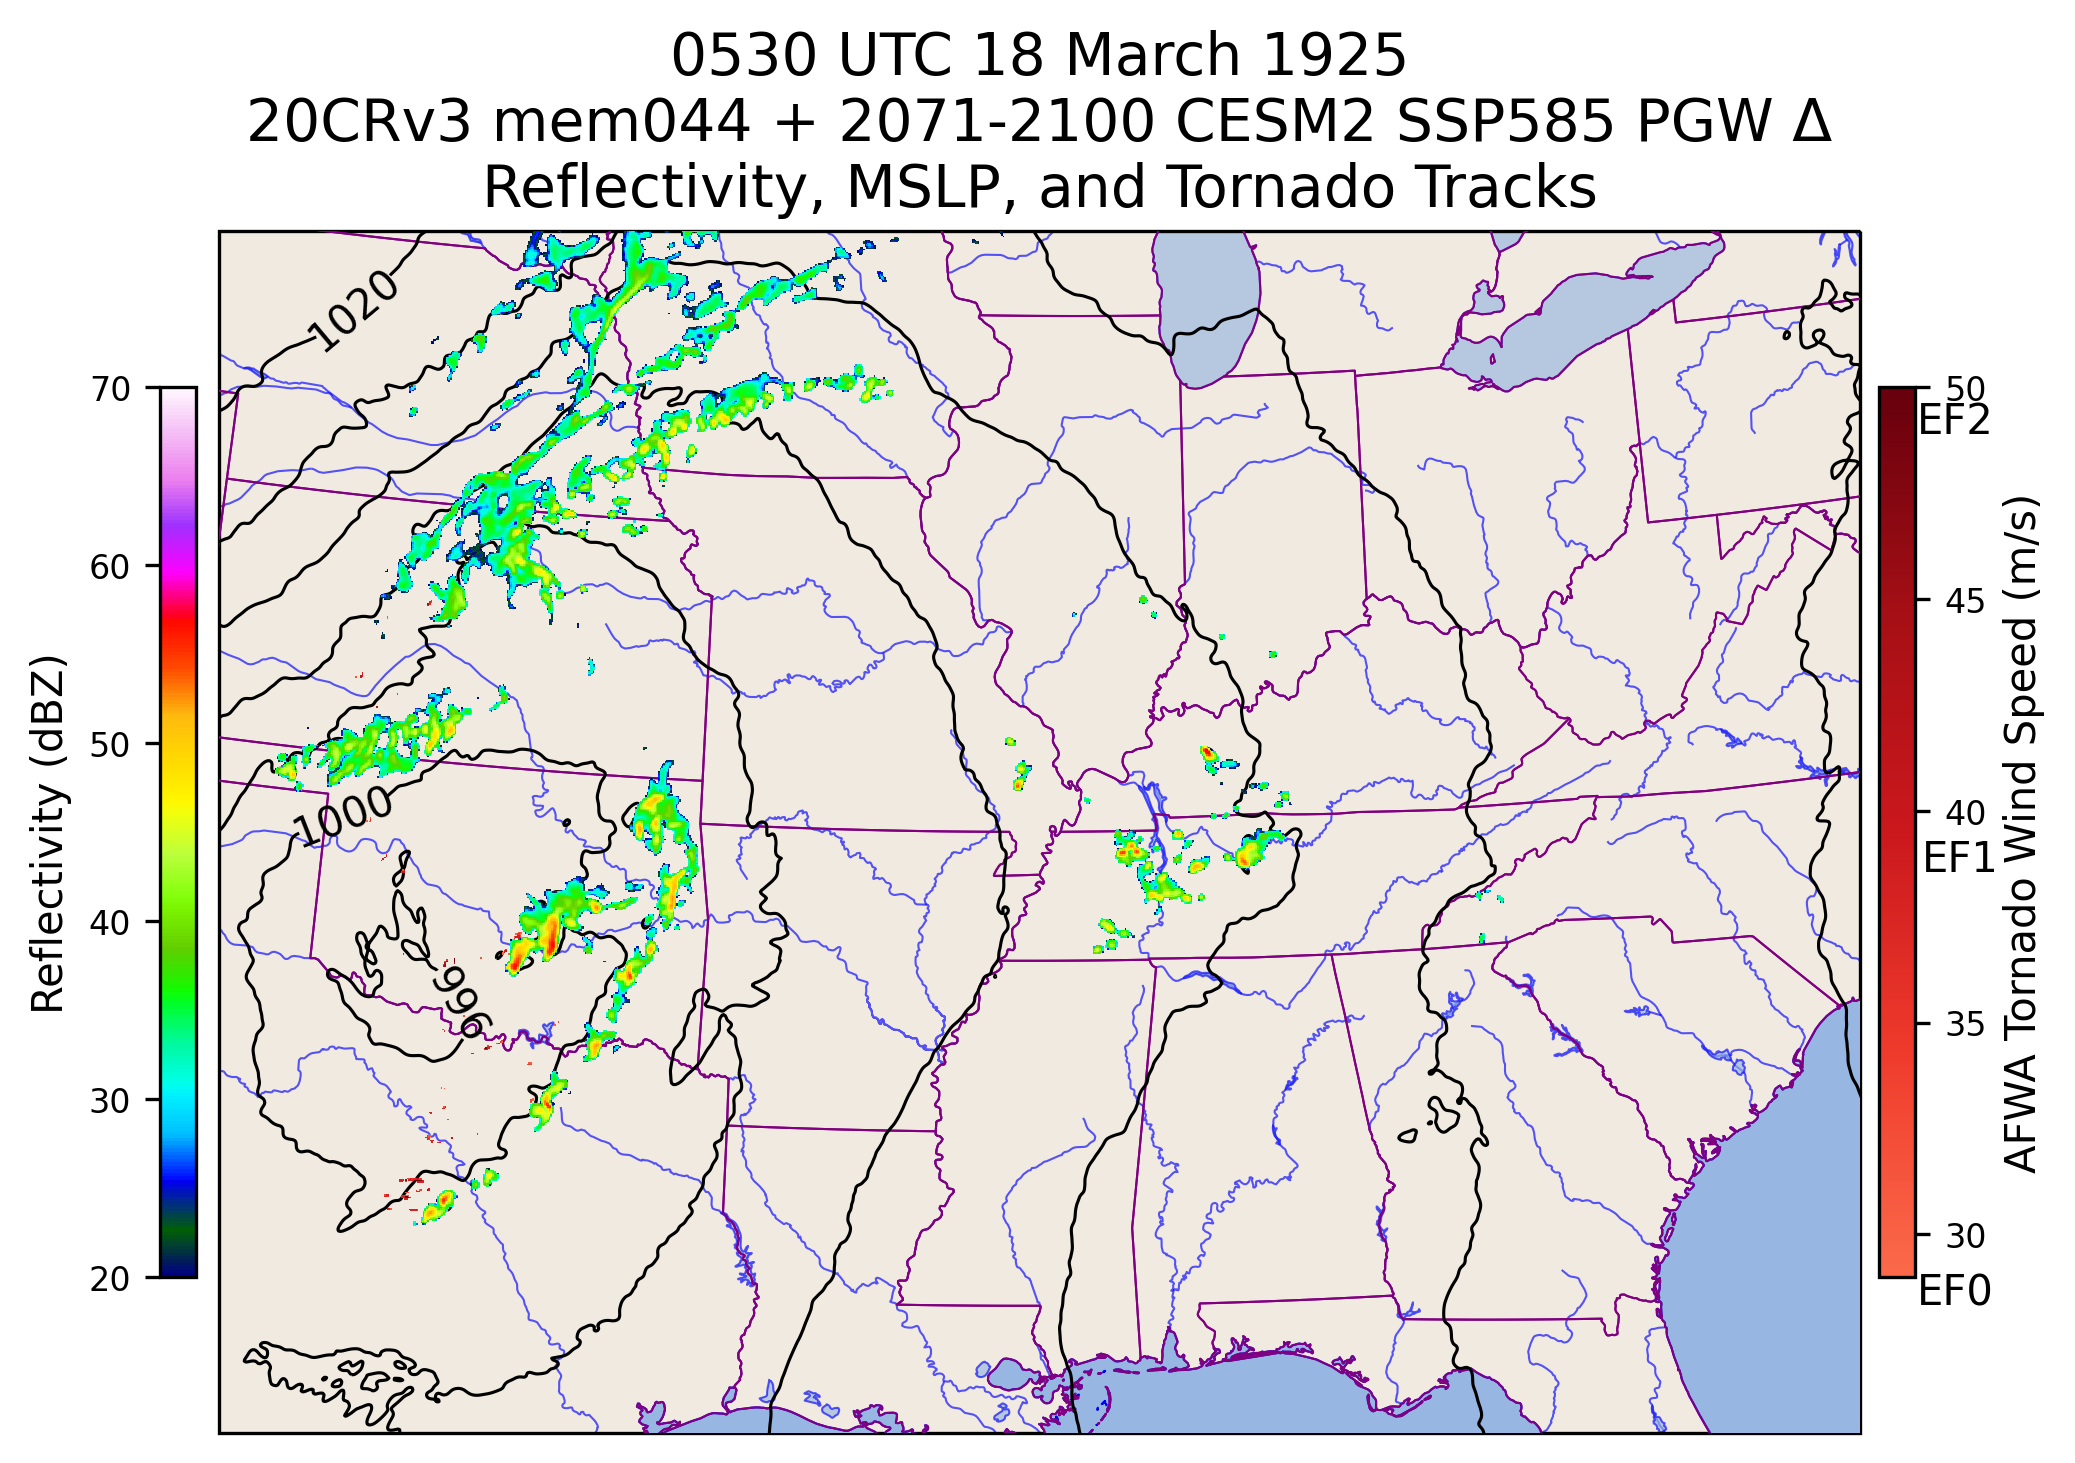 0530 UTC 18 March 1925
20CRv3 mem044 + 2071-2100 CESM2 SSP585 PGW Δ
Reflectivity, MSLP, and Tornado Tracks
Reflectivity (dBZ)
70
60
50
40
30
20
1020
1000
996
50
EF2
45
40
EF1
35
30
EF0
AFWA Tornado Wind Speed (m/s)